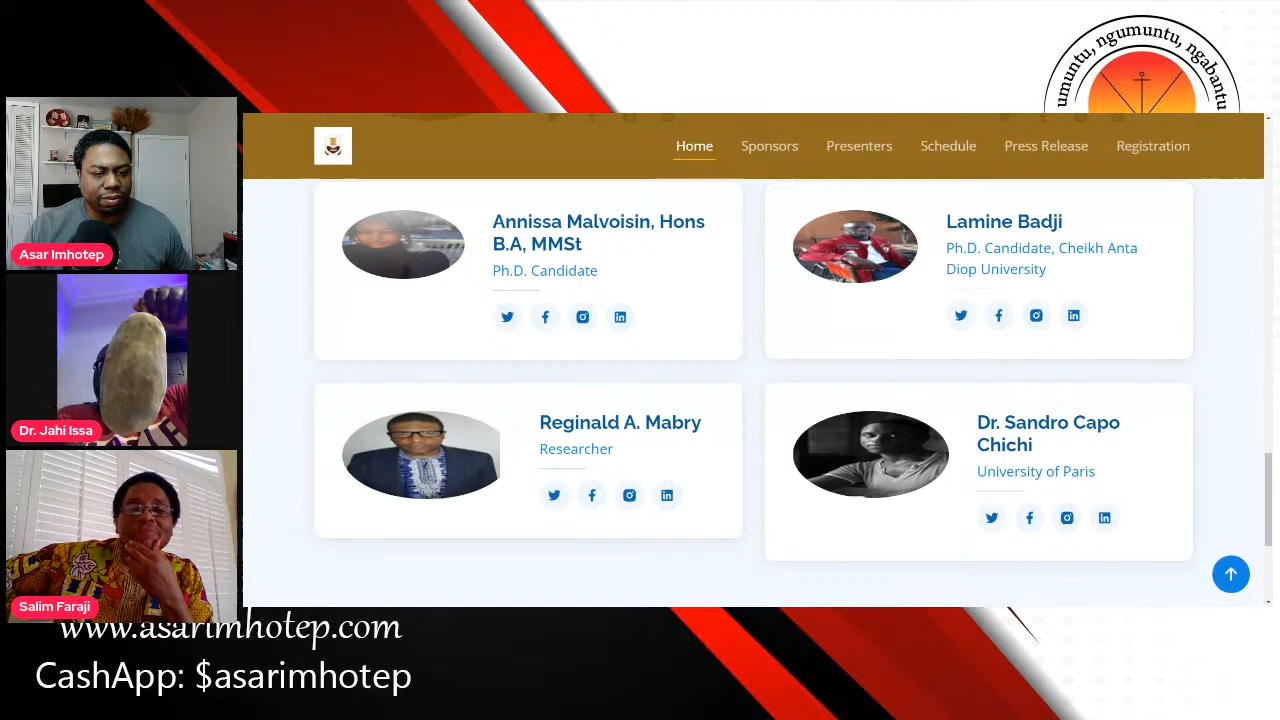 umuntu, ngumuntu, ngabantu
Home Sponsors Presenters Schedule Press Release Registration
Asar Imhotep
Dr. Jahi Issa
Salim Faraji
Annissa Malvoisin, Hons
B.A, MMSt
Ph.D. Candidate
Lamine Badji
Ph.D. Candidate, Cheikh Anta
Diop University
Reginald A. Mabry
Researcher
Dr. Sandro Capo
Chichi
University of Paris
www.asarimhotep.com
CashApp: $asarimhotep